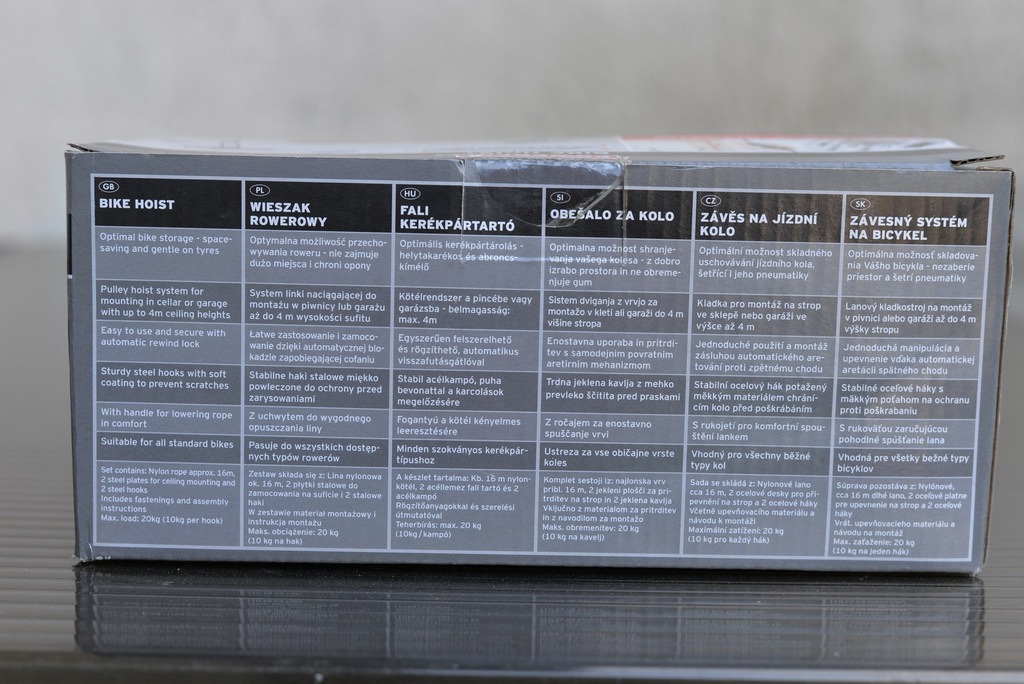 GB
BIKE HOIST
Optimal bike storage - space-
saving and gentle on tyres
Pulley hoist system for
mounting in cellar or garage
with up to 4m ceiling heights
Easy to use and secure with
automatic rewind lock
Sturdy steel hooks with soft
coating to prevent scratches
With handle for lowering rope
in comfort
Suitable for all standard bikes
Set contains: Nylon rope approx. 16m,
2 steel plates for ceiling mounting and
2 steel hooks
Includes fastenings and assembly
instructions
Max. load: 20kg (10kg per hook)
PL
WIESZAK
ROWEROWY
Optymalna możliwość przecho-
wywania roweru - nie zajmuje
dużo miejsca i chroni opony
System linki naciągającej do
montażu w piwnicy lub garażu
aż do 4 m wysokości sufitu
Łatwe zastosowanie i zamoco-
wanie dzięki automatycznej blo-
kadzie zapobiegającej cofaniu
Stabilne haki stalowe miękko
powleczone do ochrony przed
zarysowaniami
Z uchwytem do wygodnego
opuszczania liny
Pasuje do wszystkich dostęp-
nych typów rowerów
Zestaw składa się z: Lina nylonowa
ok. 16 m, 2 płytki stalowe do
zamocowania na suficie i 2 stalowe
haki
W zestawie materiał montażowy i
instrukcja montażu
Maks. obciążenie: 20 kg
(10 kg na hak)
HU
FALI
KERÉKPÁRTARTÓ
Optimális kerékpártárolás -
helytakarékos és abroncs-
kímélő
Kötélrendszer a pincébe vagy
garázsba - belmagasság:
max. 4m
Egyszerűen felszerelhető
és rögzíthető, automatikus
visszafutásgátlóval
Stabil acélkampó, puha
bevonattal a karcolások
megelőzésére
Fogantyú a kötél kényelmes
leeresztésére
Minden szokványos kerékpár-
típushoz
A készlet tartalma: Kb. 16 m nylon-
kötél, 2 acéllemez fali tartó és 2
acélkampó
Rögzítőanyagokkal és szerelési
útmutatóval
Teherbírás: max. 20 kg
(10kg / kampó)
SI
OBEŠALO ZA KOLO
Optimalna možnost shranje-
vanja vašega kolesa - z dobro
izrabo prostora in ne obreme-
njuje gum
Sistem dviganja z vrvjo za
montažo v kleti ali garaži do 4 m
višine stropa
Enostavna uporaba in pritrdi-
tev s samodejnim povratnim
aretirnim mehanizmom
Trdna jeklena kavlja z mehko
prevleko ščitita pred praskami
Z ročajem za enostavno
spuščanje vrvi
Ustreza za vse običajne vrste
koles
Komplet sestoji iz: najlonska vrv
pribl. 16 m, 2 jekleni plošči za pri-
trditev na strop in 2 jeklena kavlja
Vključno z materialom za pritrditev
in z navodilom za montažo
Maks. obremenitev: 20 kg
(10 kg na kavelj)
CZ
ZÁVĚS NA JÍZDNÍ
KOLO
Optimální možnost skladného
uschovávání jízdního kola,
šetřící i jeho pneumatiky
Kladka pro montáž na strop
ve sklepě nebo garáži ve
výšce až 4 m
Jednoduché použití a montáž
zásluhou automatického are-
tování proti zpětnému chodu
Stabilní ocelový hák potažený
měkkým materiálem chrání-
cím kolo před poškrábáním
S rukojetí pro komfortní spou-
štění lankem
Vhodný pro všechny běžné
typy kol
Sada se skládá z: Nylonové lano
cca 16 m, 2 ocelové desky pro při-
pevnění na strop a 2 ocelové háky
Včetně upevňovacího materiálu a
návodu k montáži
Maximální zatížení: 20 kg
(10 kg pro každý hák)
SK
ZÁVESNÝ SYSTÉM
NA BICYKEL
Optimálna možnosť skladova-
nia Vášho bicykla - nezaberie
priestor a šetrí pneumatiky
Lanový kladkostroj na montáž
v pivnici alebo garáži až do 4 m
výšky stropu
Jednoduchá manipulácia a
upevnenie vďaka automatickej
aretácii spätného chodu
Stabilné oceľové háky s
mäkkým poťahom na ochranu
proti poškrabaniu
S rukoväťou zaručujúcou
pohodlné spúšťanie lana
Vhodná pre všetky bežné typy
bicyklov
Súprava pozostáva z: Nylónové,
cca 16 m dlhé lano, 2 oceľové platne
pre upevnenie na strop a 2 oceľové
háky
Vrát. upevňovacieho materiálu a
návodu na montáž
Max. zaťaženie: 20 kg
(10 kg na jeden hák)